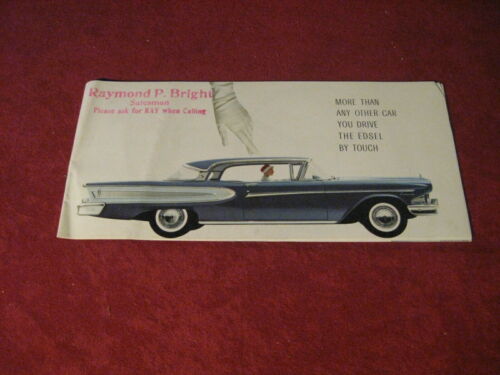 Raymond P. Bright
Salesman
Please ask for RAY when Calling
MORE THAN
ANY OTHER CAR
YOU DRIVE
THE EDSEL
BY TOUCH